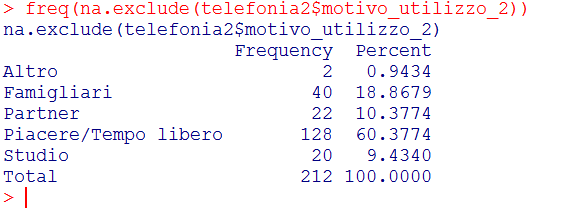 > freq(na.exclude(telefonia2$motivo_utilizzo_2))
na.exclude(telefonia2$motivo_utilizzo_2)
Frequency Percent
Altro 2 0.9434
Famigliari 40 18.8679
Partner 22 10.3774
Piacere/Tempo libero 128 60.3774
Studio 20 9.4340
Total 212 100.0000
>